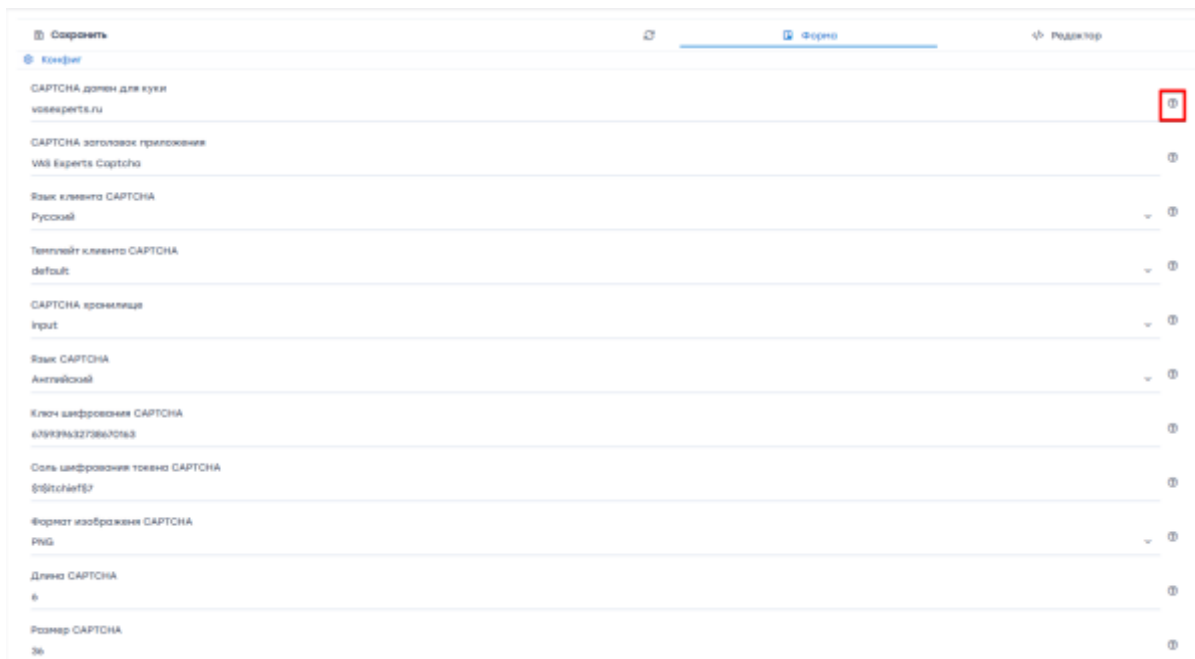 Сохранить
Форма
Редактор
Конфиг
CAPTCHA домен для куки
vasexperts.ru
CAPTCHA заголовок приложения
VAS Experts Captcha
Язык клиента CAPTCHA
Русский
Темплейт клиента CAPTCHA
default
CAPTCHA хранилище
input
Язык CAPTCHA
Английский
Ключ шифрования CAPTCHA
Соль шифрования токена CAPTCHA
Формат изображеня CAPTCHA
PNG
Длина CAPTCHA
6
Размер CAPTCHA
36